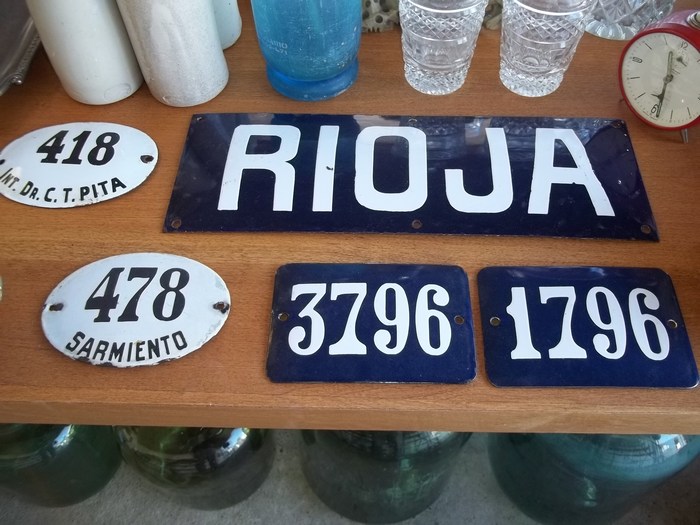 418
INT. DR. C. T. PITA
RIOJA
478
SARMIENTO
3796
1796